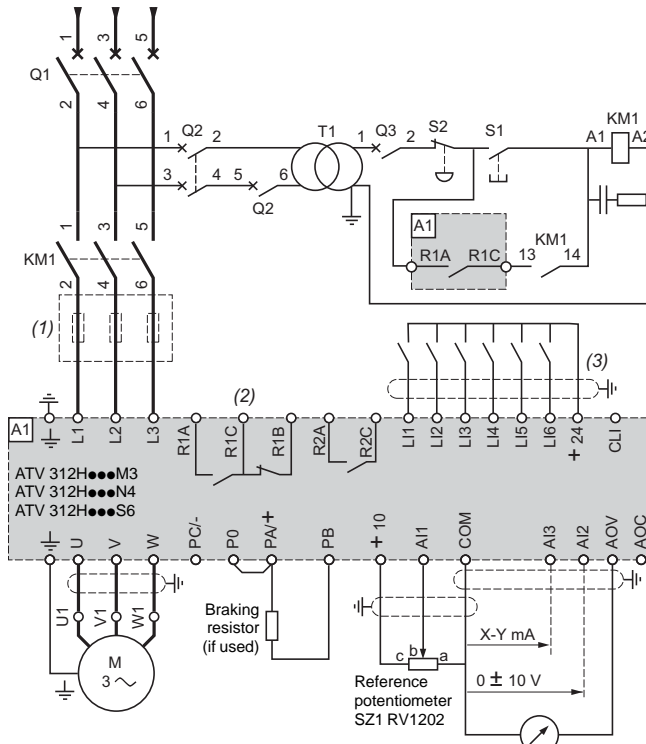 1 3 5
Q1
2 4 6
1 Q2 2
T1
1 Q3 2
S2
S1
KM1
A1 A2
3 4 5 6
Q2
A1
R1A R1C
13 KM1 14
1 3 5
KM1
2 4 6
(1)
(2)
(3)
A1
L1 L2 L3 R1A R1C R1B R2A R2C LI1 LI2 LI3 LI4 LI5 LI6 + 24 CLI
ATV 312H●●●M3
ATV 312H●●●N4
ATV 312H●●●S6
U V W PC/- P0 PA/+ PB + 10 AI1 COM AI3 AI2 AOV AOC
U1 V1 W1
M
3
Braking
resistor
(if used)
c b a
X-Y mA
0 ± 10 V
Reference
potentiometer
SZ1 RV1202